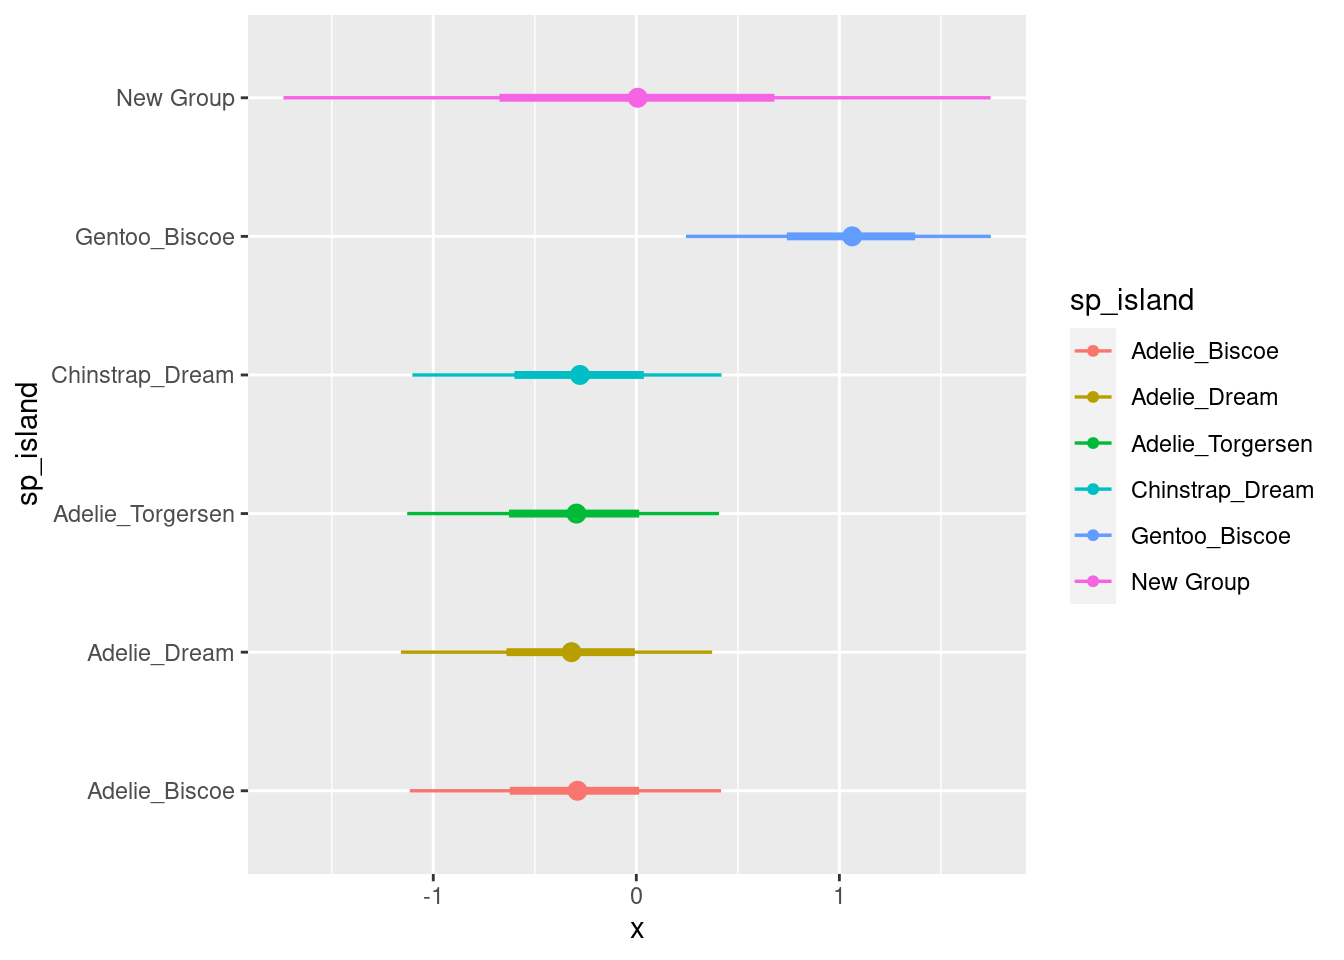 New Group
Gentoo_Biscoe
Chinstrap_Dream
Adelie_Torgersen
Adelie_Dream
Adelie_Biscoe
sp_island
-1
0
1
x
sp_island
Adelie_Biscoe
Adelie_Dream
Adelie_Torgersen
Chinstrap_Dream
Gentoo_Biscoe
New Group